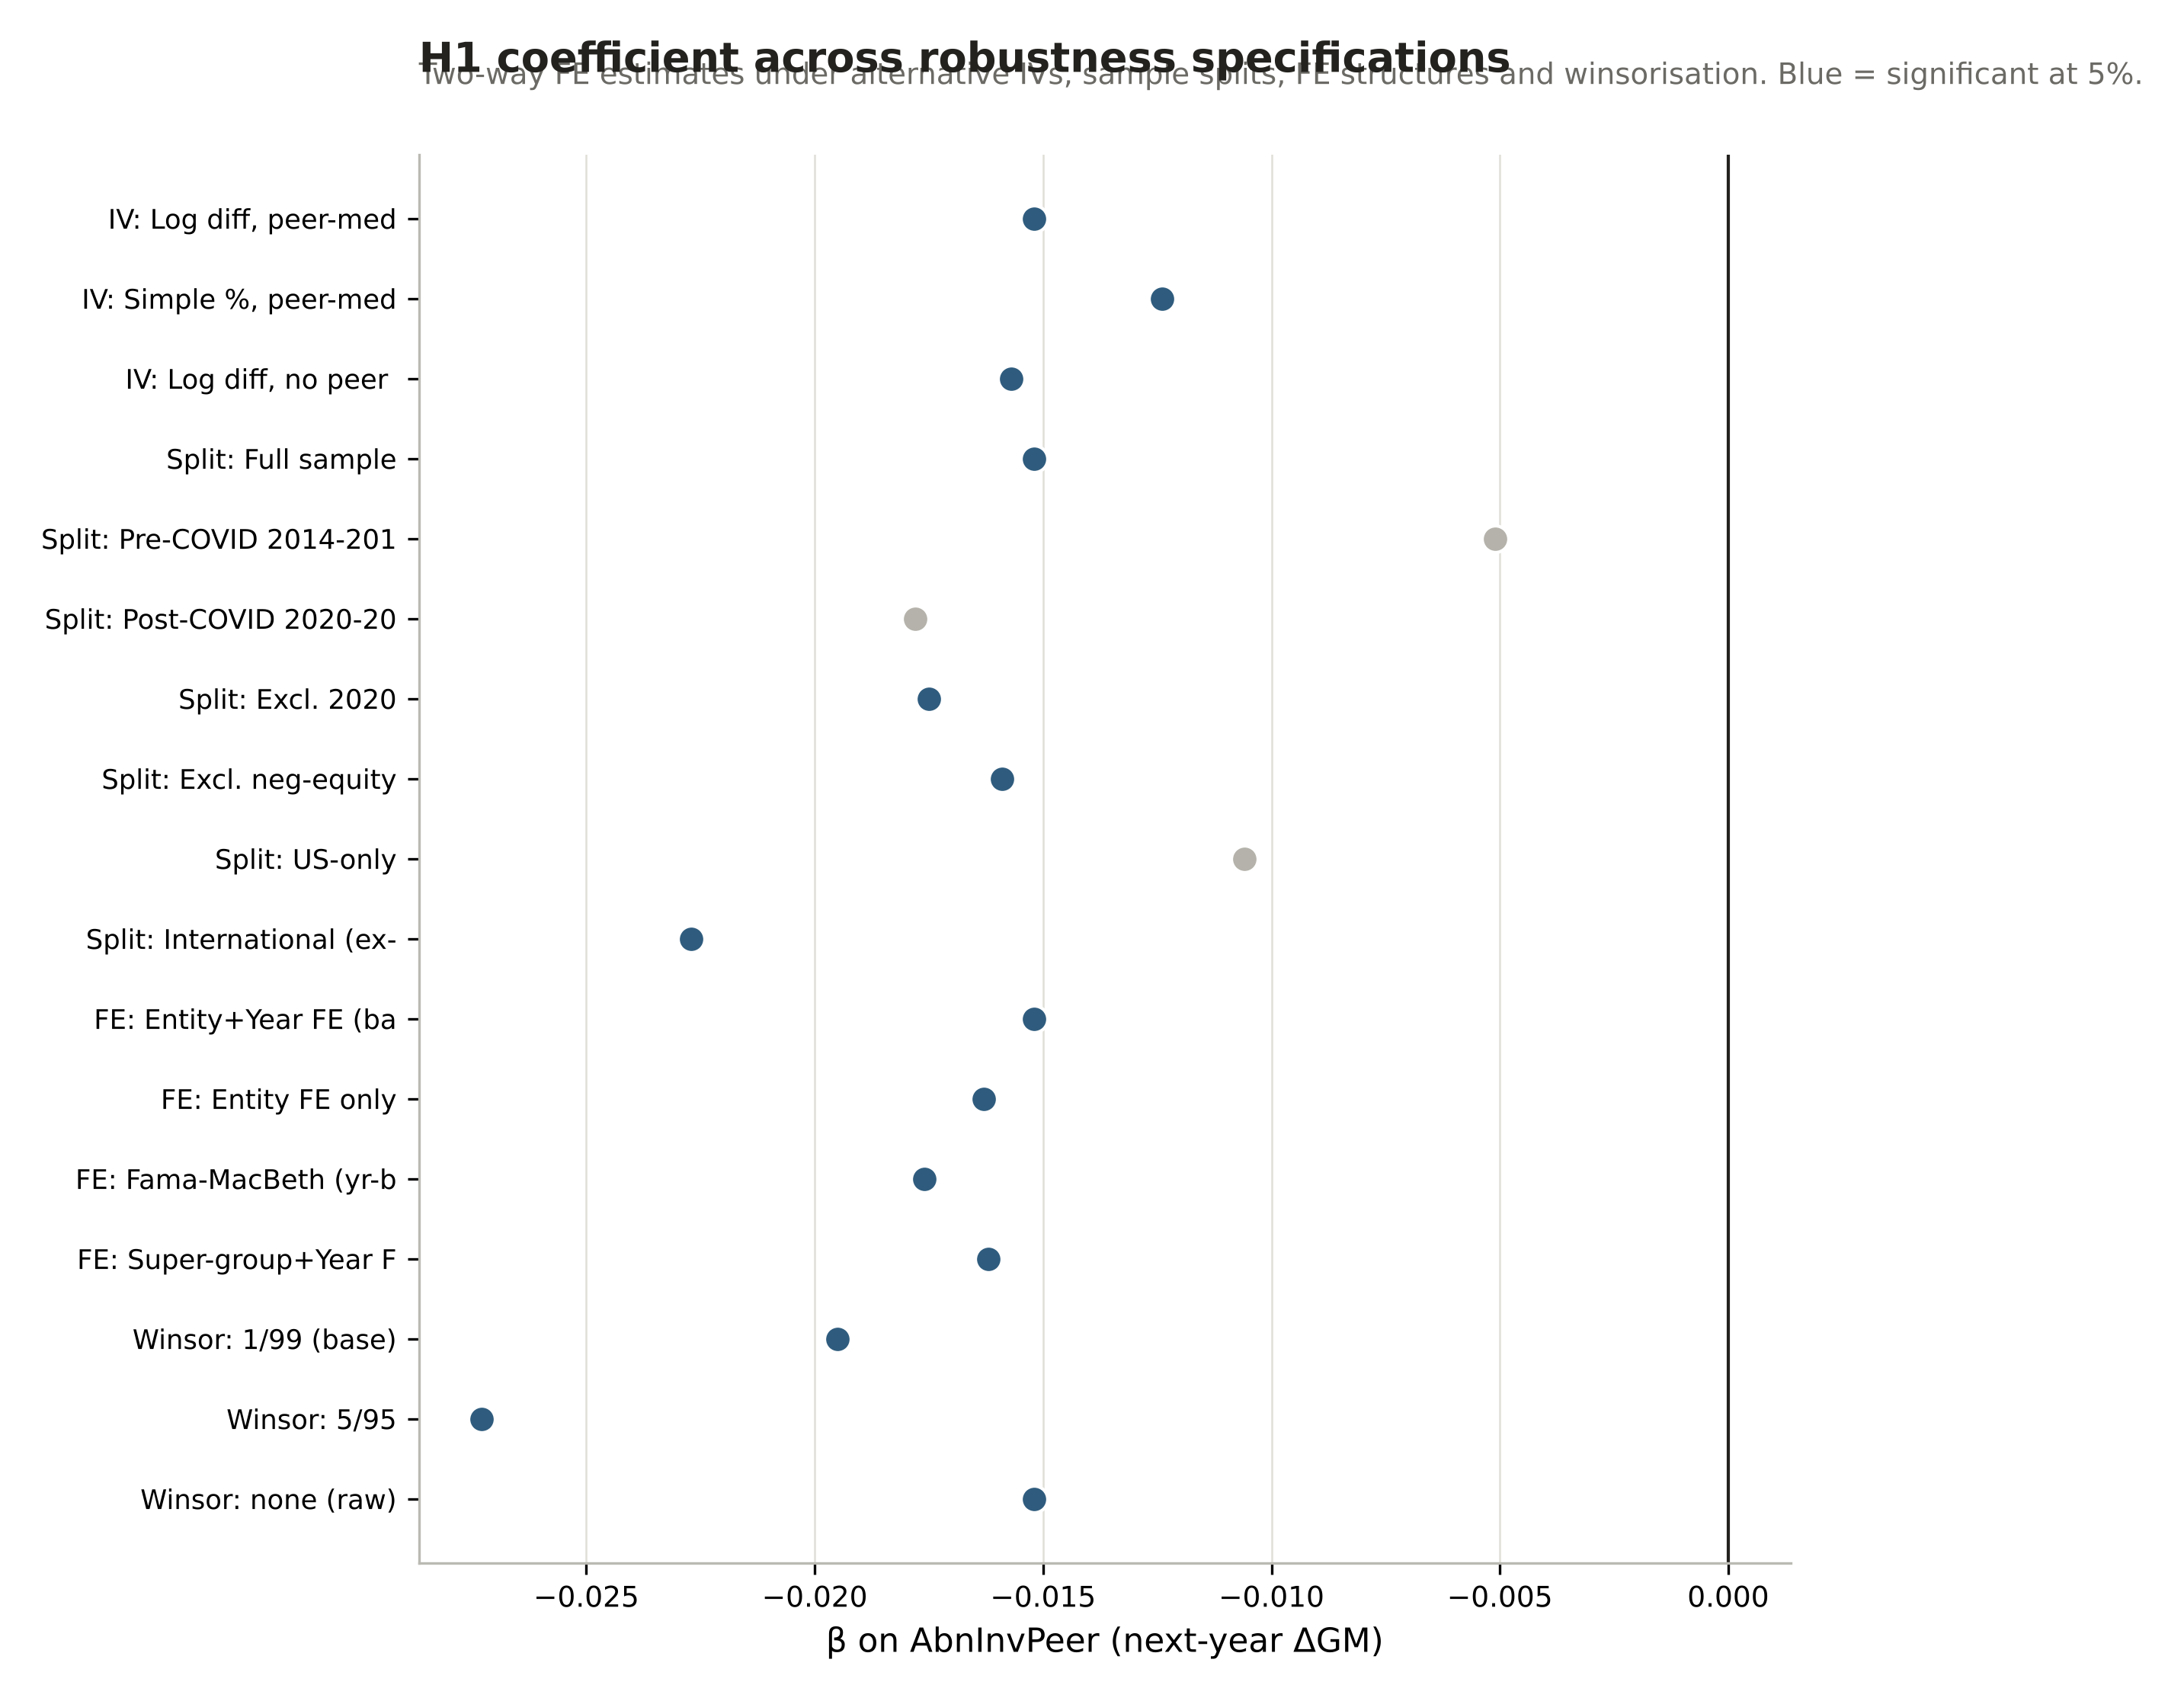 H1 coefficient across robustness specifications
Two-way FE estimates under alternative IVs, sample splits, FE structures and winsorisation. Blue = significant at 5%.
IV: Log diff, peer-med
IV: Simple %, peer-med
IV: Log diff, no peer
Split: Full sample
Split: Pre-COVID 2014-201
Split: Post-COVID 2020-20
Split: Excl. 2020
Split: Excl. neg-equity
Split: US-only
Split: International (ex-
FE: Entity+Year FE (ba
FE: Entity FE only
FE: Fama-MacBeth (yr-b
FE: Super-group+Year F
Winsor: 1/99 (base)
Winsor: 5/95
Winsor: none (raw)
−0.025 −0.020 −0.015 −0.010 −0.005 0.000
β on AbnInvPeer (next-year ΔGM)